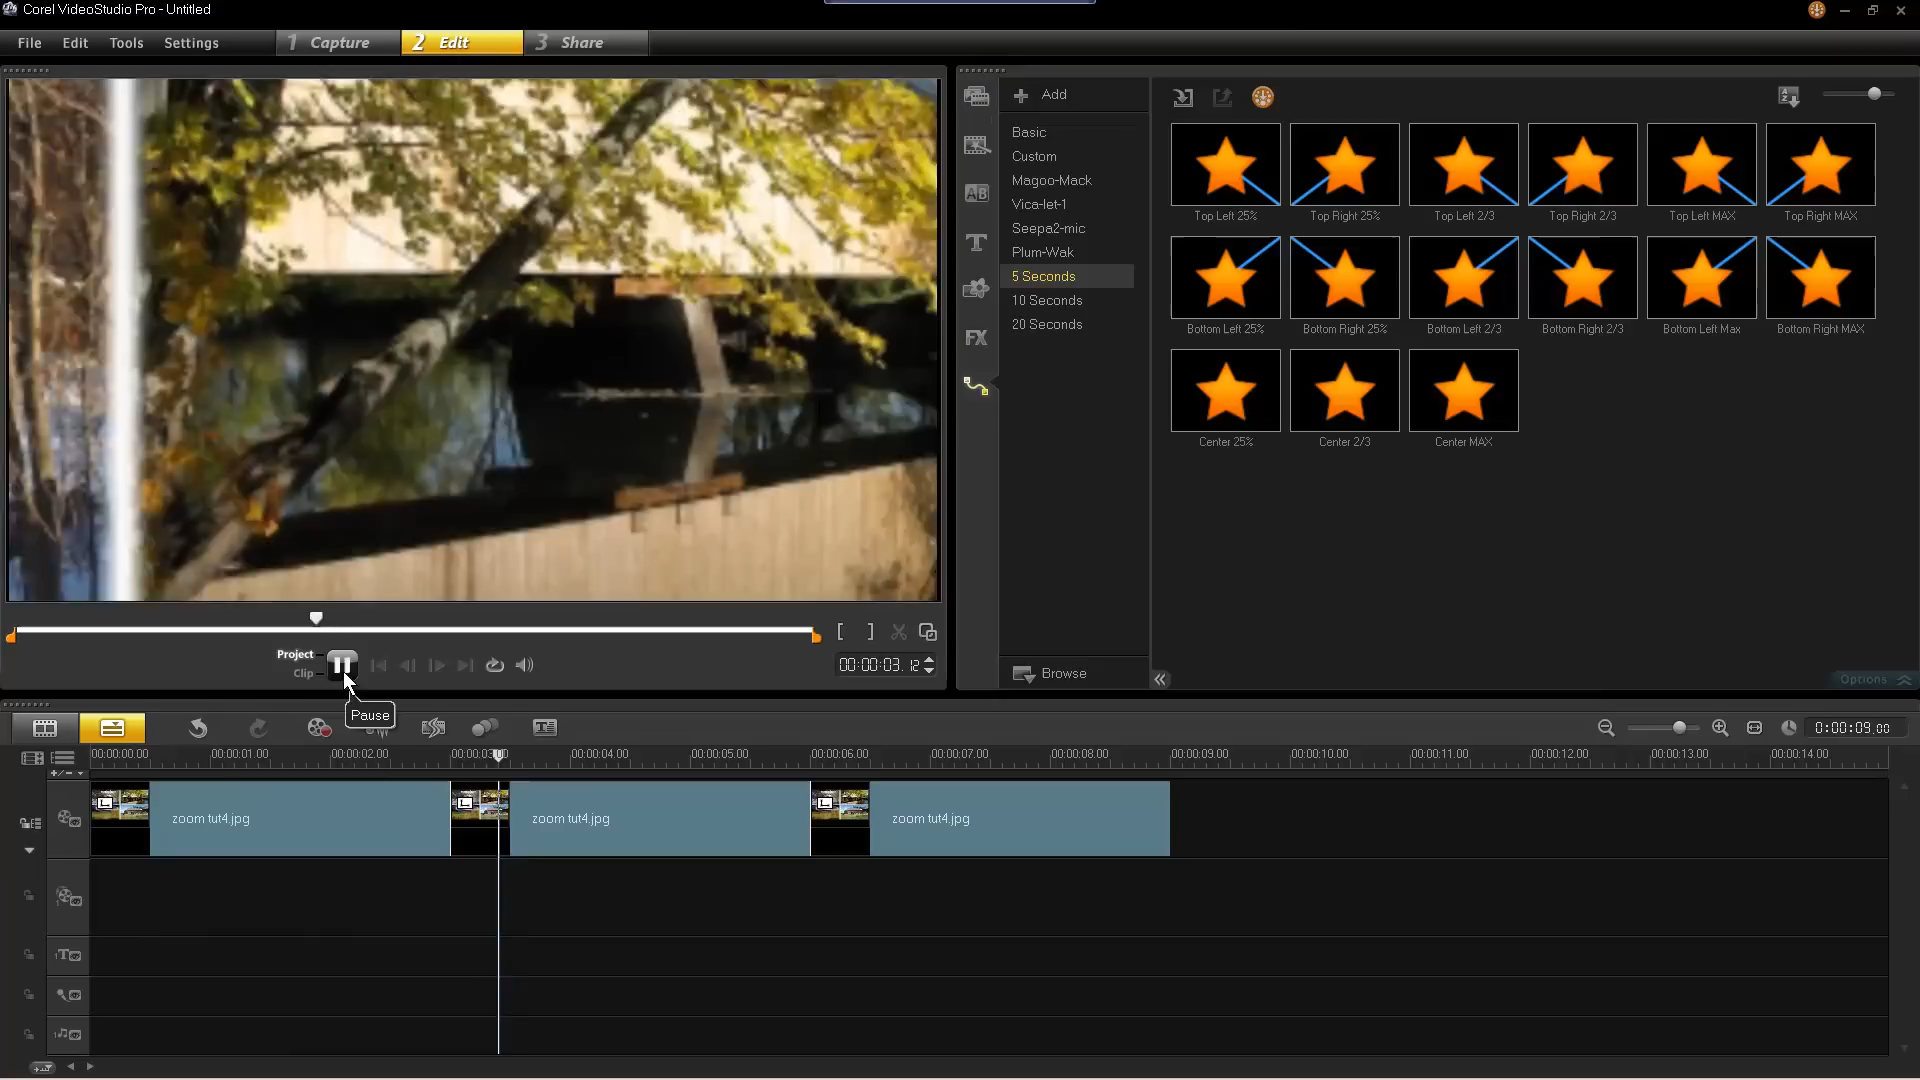 Corel VideoStudio Pro - Untitled
File Edit Tools Settings
1 Capture 2 Edit 3 Share
Add
Basic
Custom
Magoo-Mack
Vica-let-1
Seepa2-mic
Plum-Wak
5 Seconds
10 Seconds
20 Seconds
Browse
AB
T
FX
Top Left 25% Top Right 25% Top Left 2/3 Top Right 2/3 Top Left MAX Top Right MAX
Bottom Left 25% Bottom Right 25% Bottom Left 2/3 Bottom Right 2/3 Bottom Left Max Bottom Right MAX
Center 25% Center 2/3 Center MAX
Options
Project
Clip
[ ]
00:00:03. 12
Pause
0:00:09.00
00:00:00.00 00:00:01.00 00:00:02.00 00:00:03 00:00:04.00 00:00:05.00 00:00:06.00 00:00:07.00 00:00:08.00 00:00:09.00 00:00:10.00 00:00:11.00 00:00:12.00 00:00:13.00 00:00:14.00
zoom tut4.jpg zoom tut4.jpg zoom tut4.jpg
1T